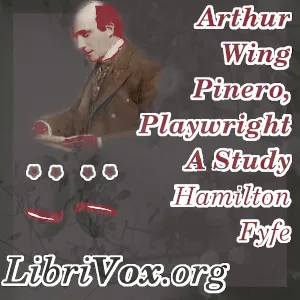 Arthur
Wing
Pinero,
Playwright
A Study
Hamilton
Fyfe
LibriVox.org